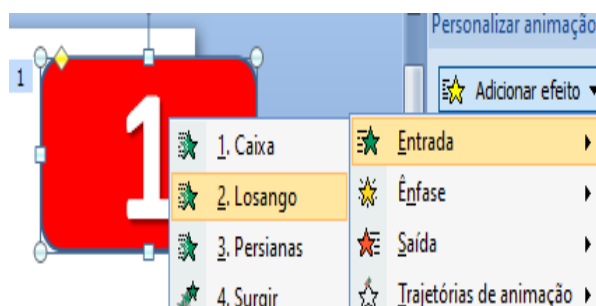 Personalizar animação
Adicionar efeito
1
1
1. Caixa
2. Losango
3. Persianas
4. Surgir
Entrada
Ênfase
Saída
Trajetórias de animação